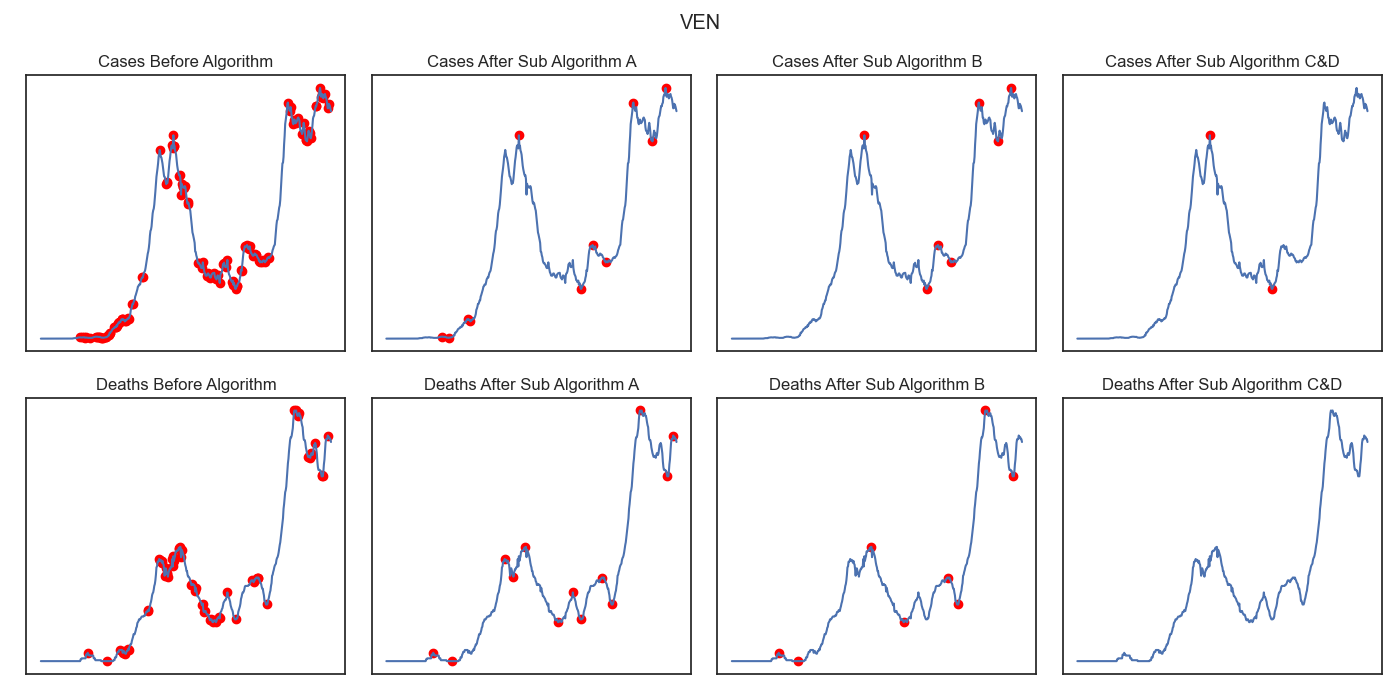 VEN
Cases Before Algorithm
Cases After Sub Algorithm A
Cases After Sub Algorithm B
Cases After Sub Algorithm C&D
Deaths Before Algorithm
Deaths After Sub Algorithm A
Deaths After Sub Algorithm B
Deaths After Sub Algorithm C&D